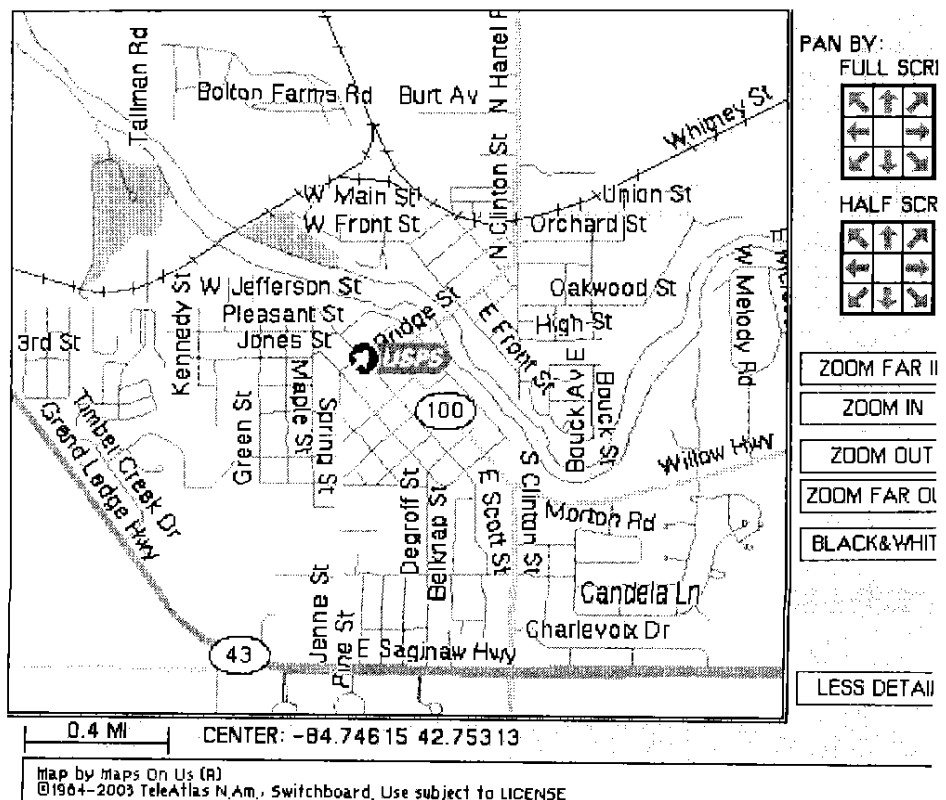 Tallman Rd
Bolton Farms Rd
Burt Av
N Clinton St
Whitney St
W Main St
W Front St
Union St
Orchard St
W Jefferson St
Pleasant St
Jones St
Bridge St
USPS
3rd St
Kennedy St
Oakwood St
High St
E Front St
W Melody Rd
Bouck Av E
Bouck St
Green St
Maple St
Spring St
100
Timber Creek Dr
Grand Ledge Hwy
Willow Hwy
Degroff St
Belknap St
E Scott St
S Clinton St
Morton Rd
Candela Ln
Charlevoix Dr
Jenne St
Pine St
E Saginaw Hwy
43
PAN BY:
FULL SCRE
HALF SCR
ZOOM FAR I
ZOOM IN
ZOOM OUT
ZOOM FAR OU
BLACK&WHIT
LESS DETAIL
0.4 MI
CENTER: -84.74615 42.75313
Map by Maps On Us (R)
©1984-2003 TeleAtlas N.Am., Switchboard, Use subject to LICENSE